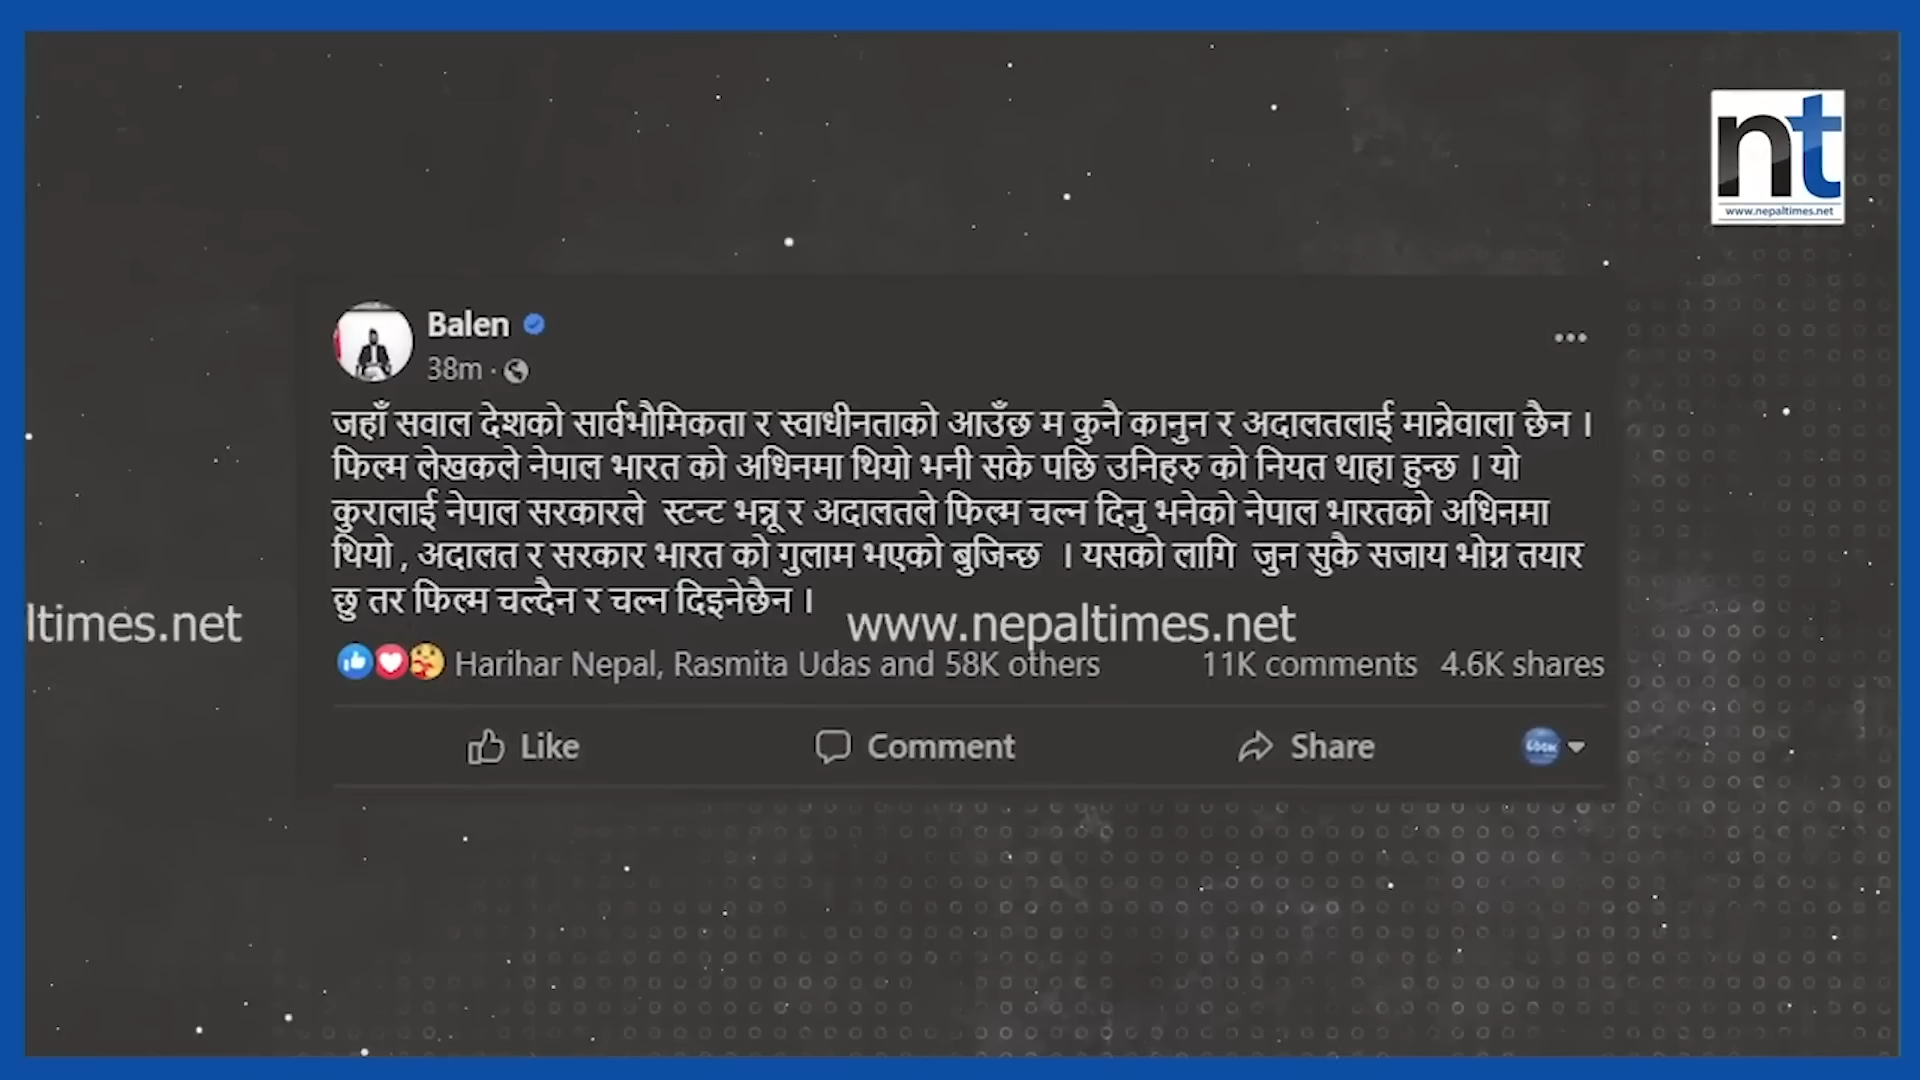 nt
www.nepaltimes.net
Balen
38m ·
जहाँ सवाल देशको सार्वभौमिकता र स्वाधीनताको आउँछ म कुनै कानुन र अदालतलाई मान्नेवाला छैन ।
फिल्म लेखकले नेपाल भारत को अधिनमा थियो भनी सके पछि उनिहरु को नियत थाहा हुन्छ । यो
कुरालाई नेपाल सरकारले स्टन्ट भन्नू र अदालतले फिल्म चल्न दिनु भनेको नेपाल भारतको अधिनमा
थियो , अदालत र सरकार भारत को गुलाम भएको बुजिन्छ । यसको लागि जुन सुकै सजाय भोग्न तयार
छु तर फिल्म चल्दैन र चल्न दिइनेछैन ।
ltimes.net
www.nepaltimes.net
Harihar Nepal, Rasmita Udas and 58K others 11K comments 4.6K shares
Like Comment Share